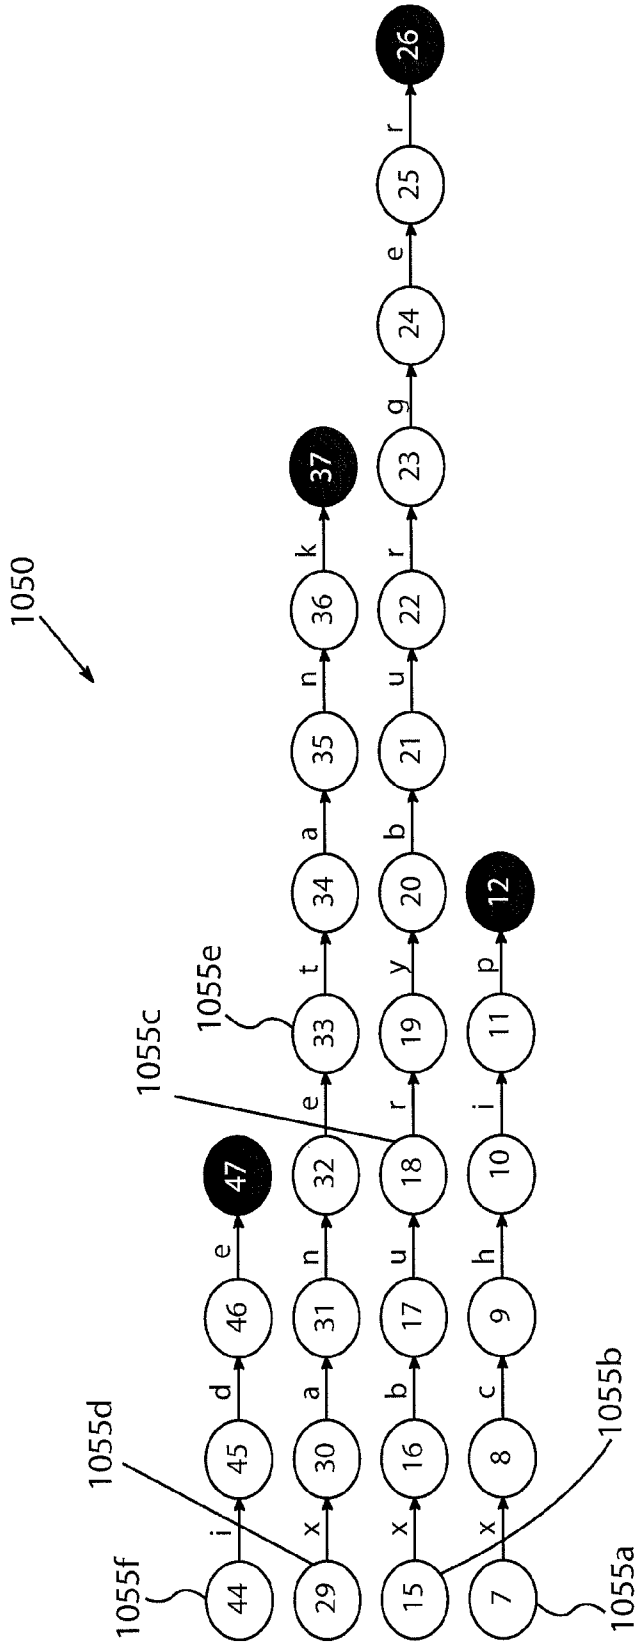 1050
1055d
1055f
1055c
1055e
44 i 45 d 46 e 47
29 x 30 a 31 n 32 e 33 t 34 a 35 n 36 k 37
15 x 16 b 17 u 18 r 19 y 20 b 21 u 22 r 23 g 24 e 25 r 26
7 x 8 c 9 h 10 i 11 p 12
1055b
1055a